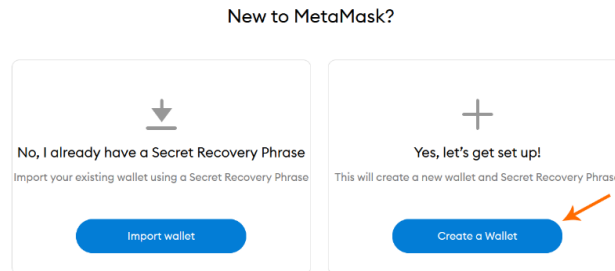 New to MetaMask?
No, I already have a Secret Recovery Phrase
Import your existing wallet using a Secret Recovery Phrase
Import wallet
Yes, let's get set up!
This will create a new wallet and Secret Recovery Phras
Create a Wallet